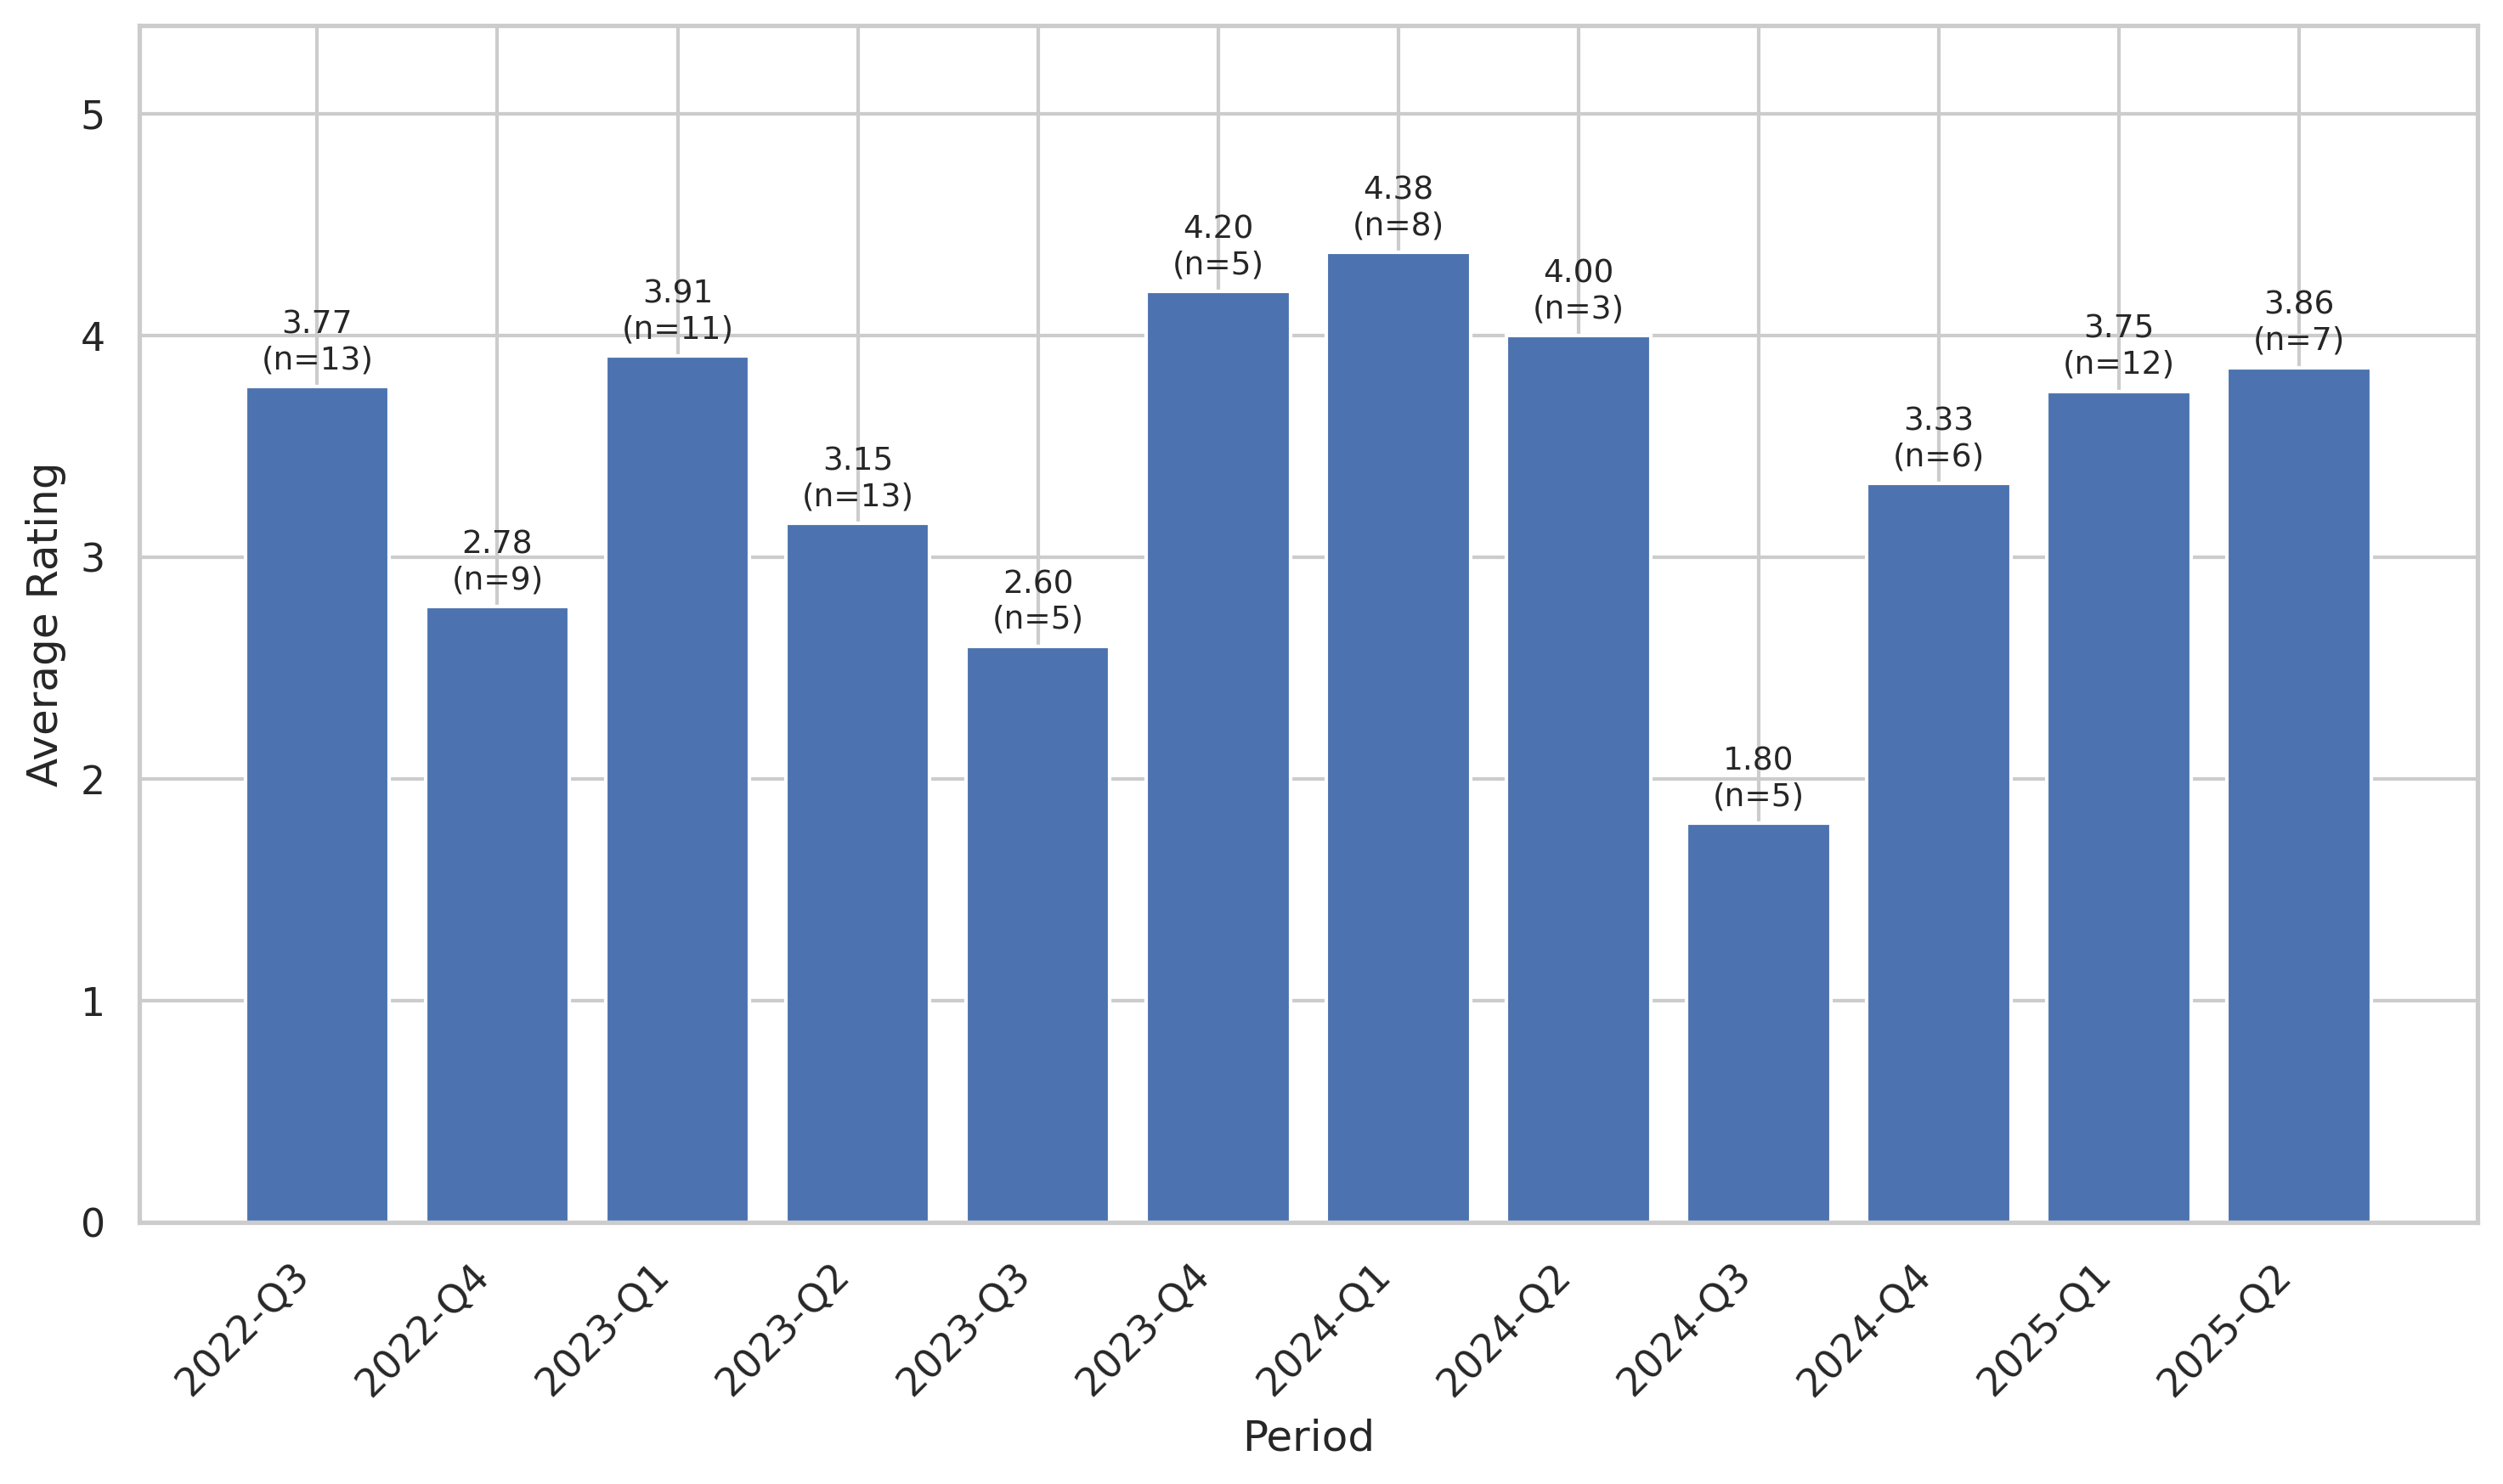 5
4
3
2
1
0
Average Rating
3.77
(n=13)
2.78
(n=9)
3.91
(n=11)
3.15
(n=13)
2.60
(n=5)
4.20
(n=5)
4.38
(n=8)
4.00
(n=3)
1.80
(n=5)
3.33
(n=6)
3.75
(n=12)
3.86
(n=7)
2022-Q3
2022-Q4
2023-Q1
2023-Q2
2023-Q3
2023-Q4
2024-Q1
2024-Q2
2024-Q3
2024-Q4
2025-Q1
2025-Q2
Period